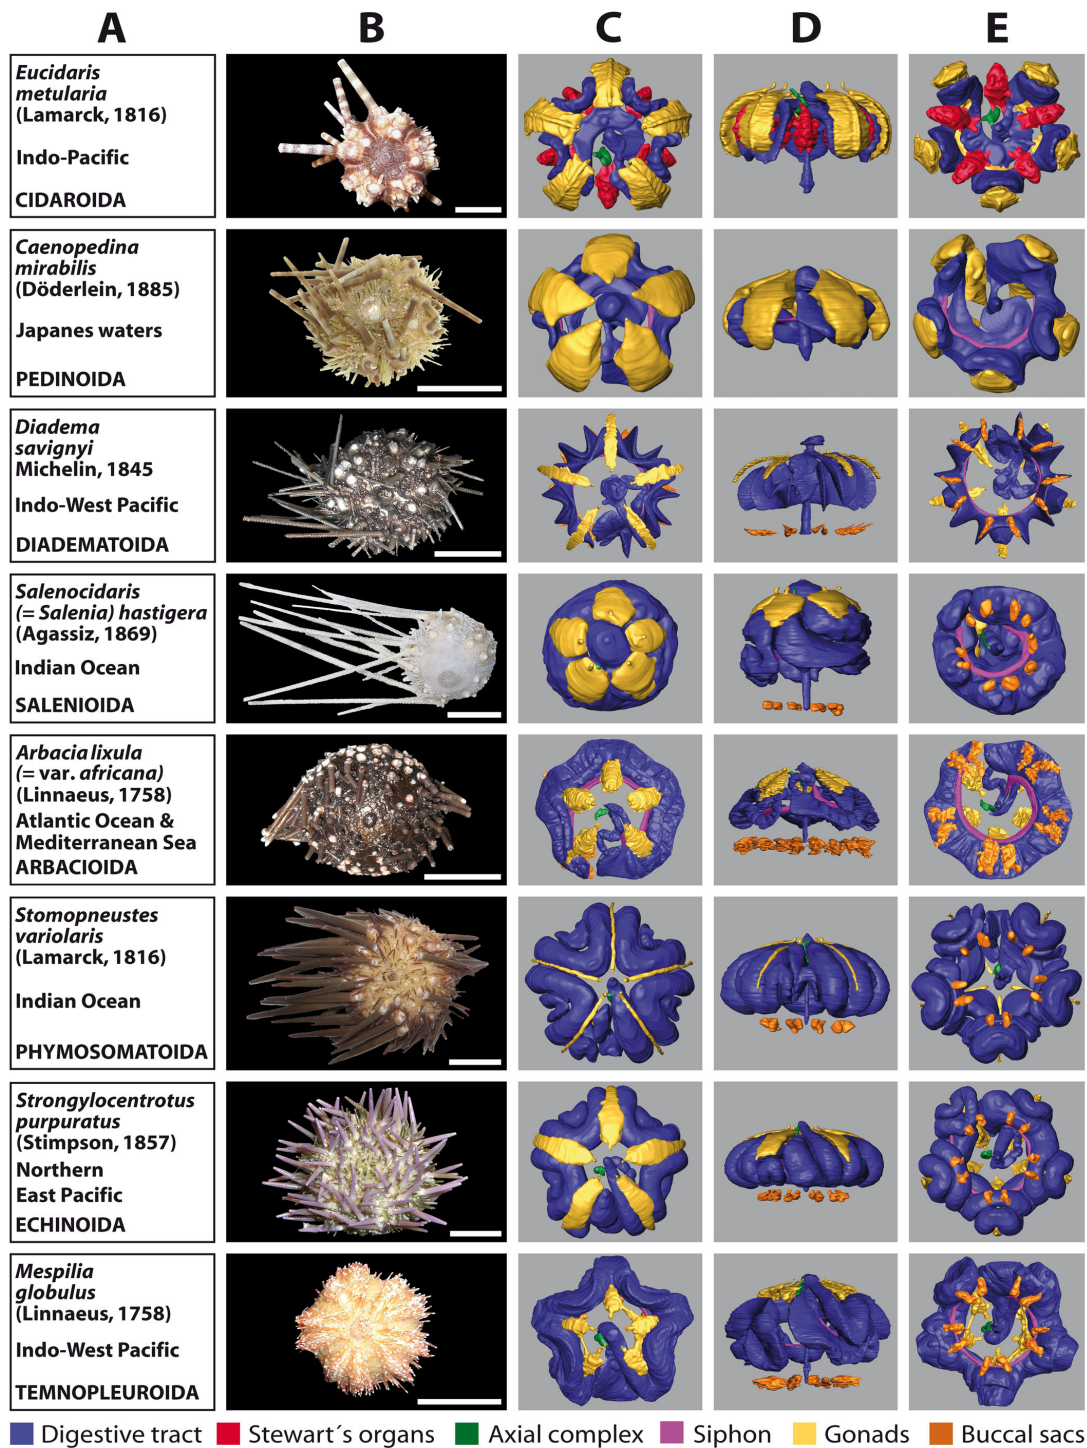 A B C D E
Eucidaris
metularia
(Lamarck, 1816)
Indo-Pacific
CIDAROIDA
Caenopedina
mirabilis
(Döderlein, 1885)
Japanes waters
PEDINOIDA
Diadema
savignyi
Michelin, 1845
Indo-West Pacific
DIADEMATOIDA
Salenocidaris
(= Salenia) hastigera
(Agassiz, 1869)
Indian Ocean
SALENIOIDA
Arbacia lixula
(= var. africana)
(Linnaeus, 1758)
Atlantic Ocean &
Mediterranean Sea
ARBACIOIDA
Stomopneustes
variolaris
(Lamarck, 1816)
Indian Ocean
PHYMOSOMATOIDA
Strongylocentrotus
purpuratus
(Stimpson, 1857)
Northern
East Pacific
ECHINOIDA
Mespilia
globulus
(Linnaeus, 1758)
Indo-West Pacific
TEMNOPLEUROIDA
Digestive tract Stewart´s organs Axial complex Siphon Gonads Buccal sacs